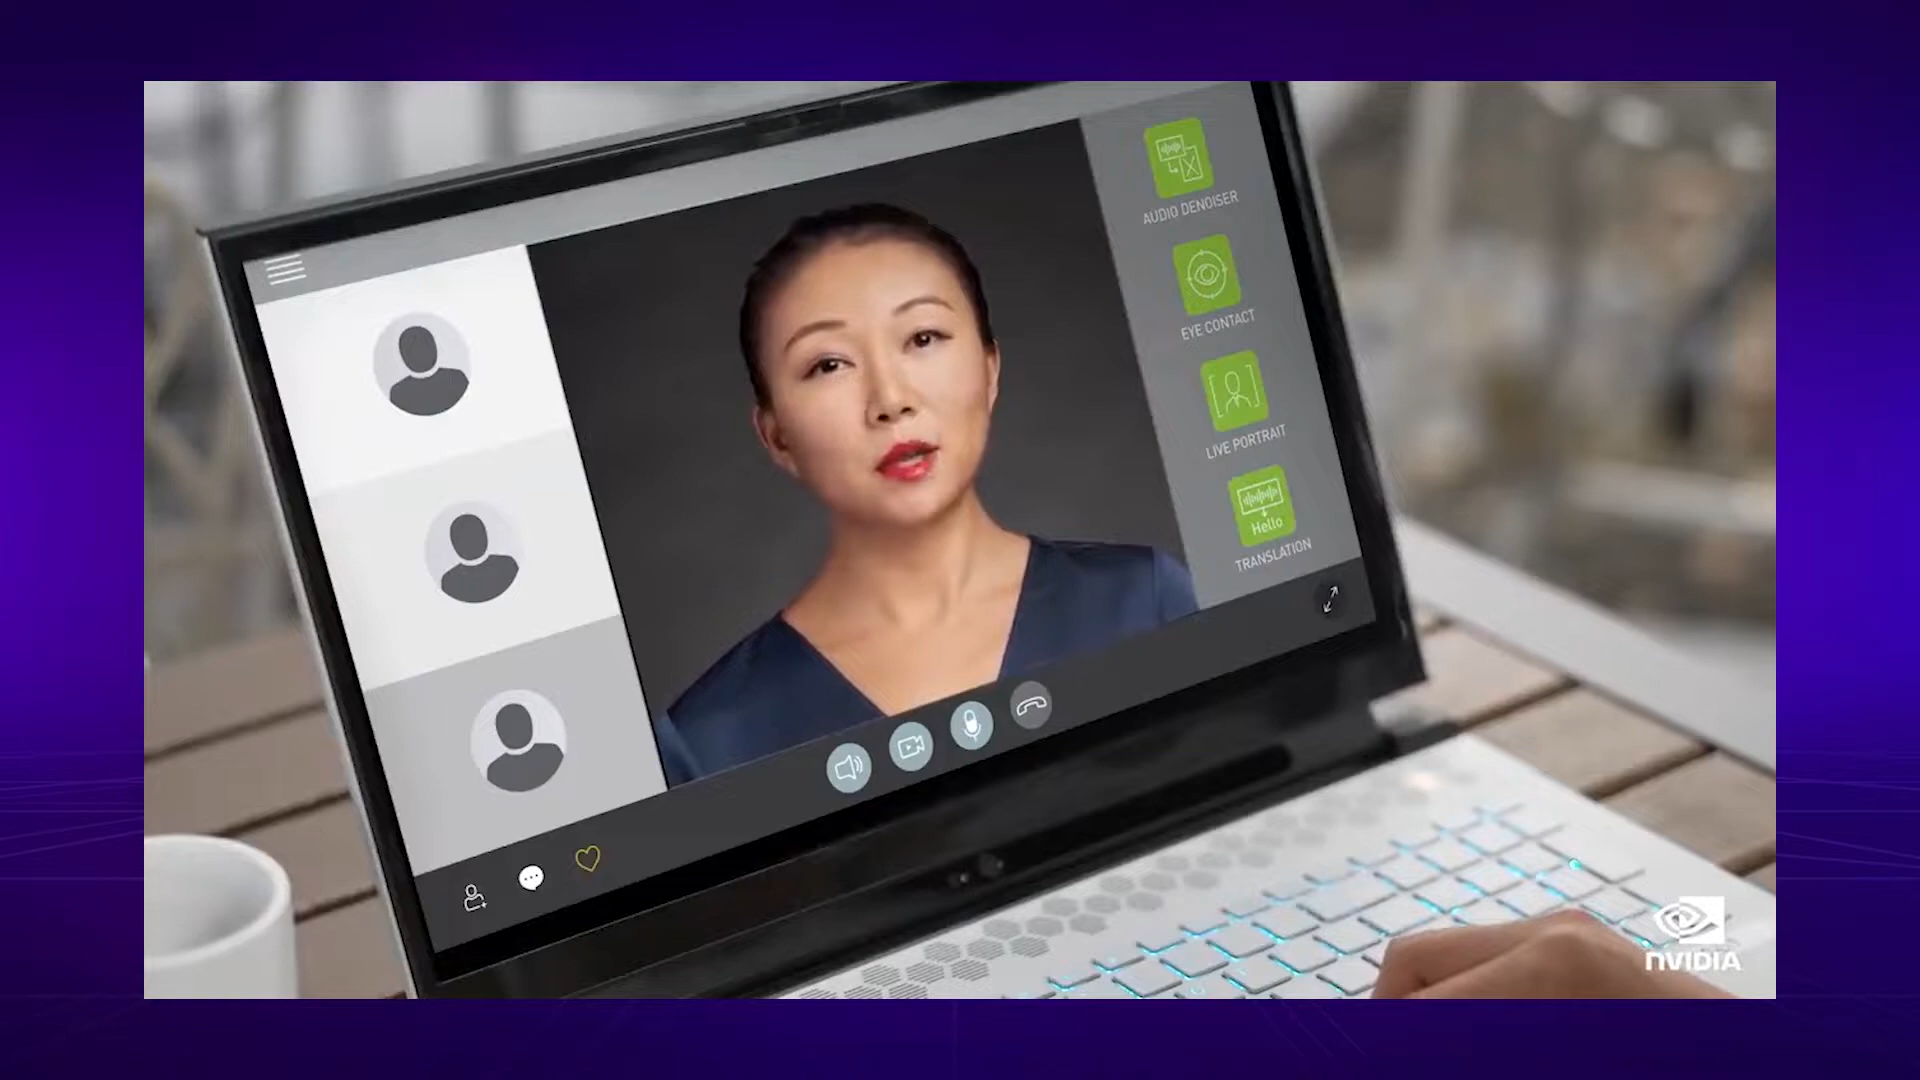 AUDIO DENOISER
EYE CONTACT
LIVE PORTRAIT
Hello
TRANSLATION
NVIDIA